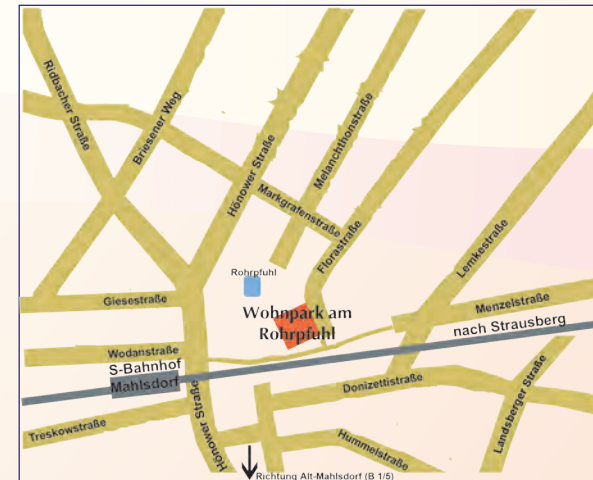 Ridbacher Straße
Briesener Weg
Hönower Straße
Melanchthonstraße
Markgrafenstraße
Florastraße
Lemkestraße
Rohrpfuhl
Giesestraße
Wohnpark am
Rohrpfuhl
Menzelstraße
nach Strausberg
Wodanstraße
S-Bahnhof
Mahlsdorf
Donizettistraße
Treskowstraße
Hönower Straße
Hummelstraße
Landsberger Straße
Richtung Alt-Mahlsdorf (B 1/5)